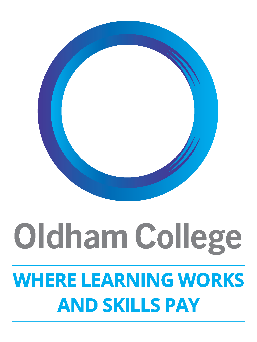 Oldham College
WHERE LEARNING WORKS
AND SKILLS PAY